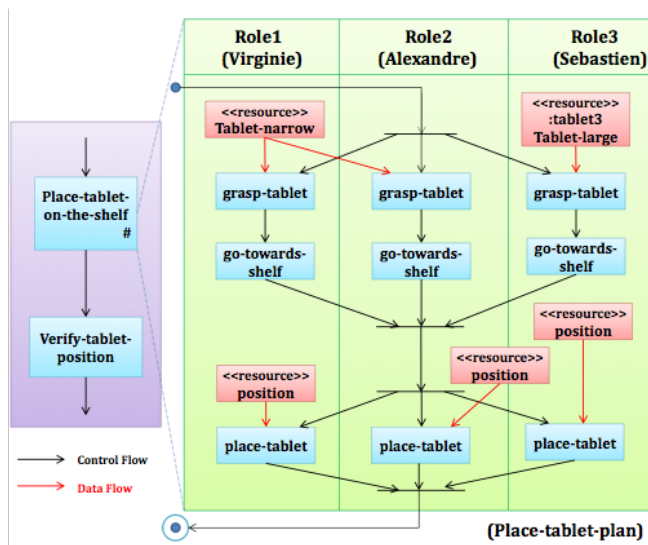 Role1
(Virginie)
Role2
(Alexandre)
Role3
(Sebastien)
<<resource>>
Tablet-narrow
<<resource>>
:tablet3
Tablet-large
Place-tablet-
on-the-shelf
#
grasp-tablet
grasp-tablet
grasp-tablet
go-towards-
shelf
go-towards-
shelf
go-towards-
shelf
Verify-tablet-
position
<<resource>>
position
<<resource>>
position
<<resource>>
position
place-tablet
place-tablet
place-tablet
Control Flow
Data Flow
(Place-tablet-plan)